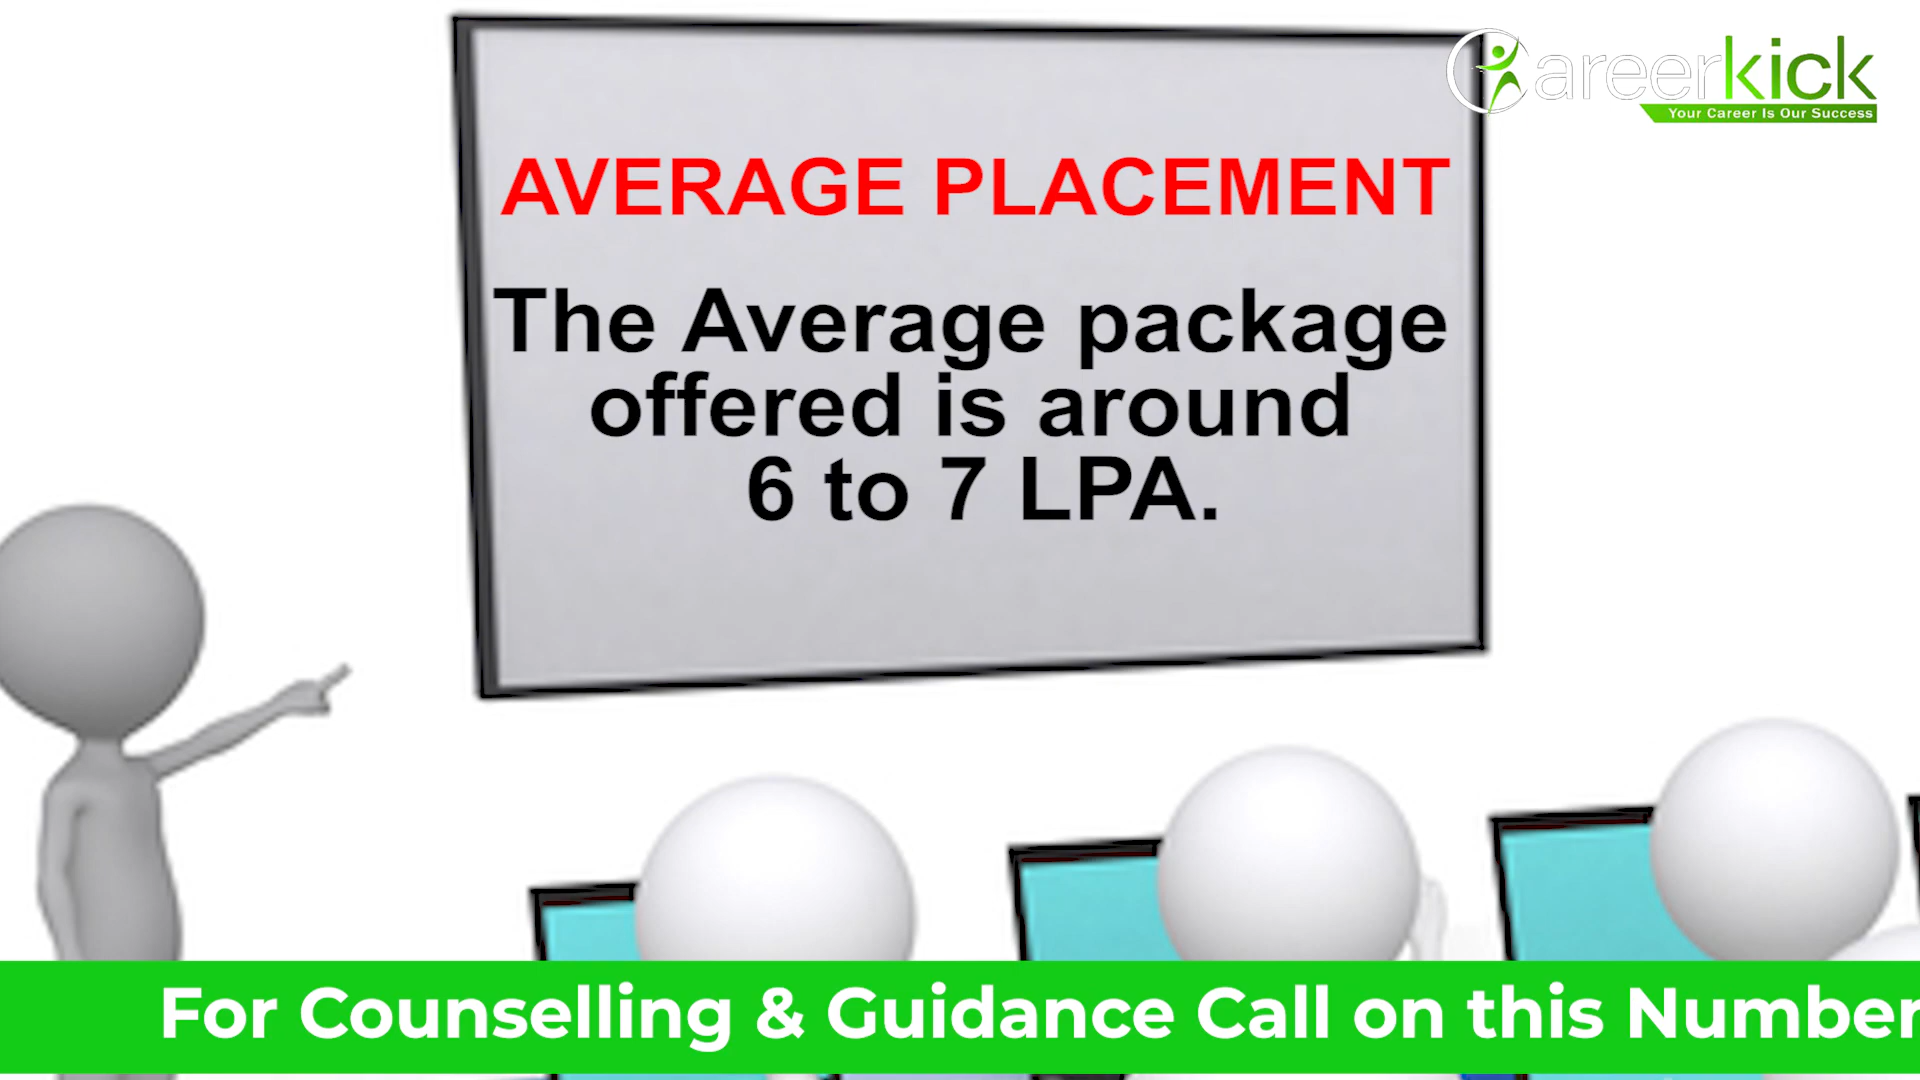 Careerkick
Your Career Is Our Success
AVERAGE PLACEMENT
The Average package
offered is around
6 to 7 LPA.
For Counselling & Guidance Call on this Number